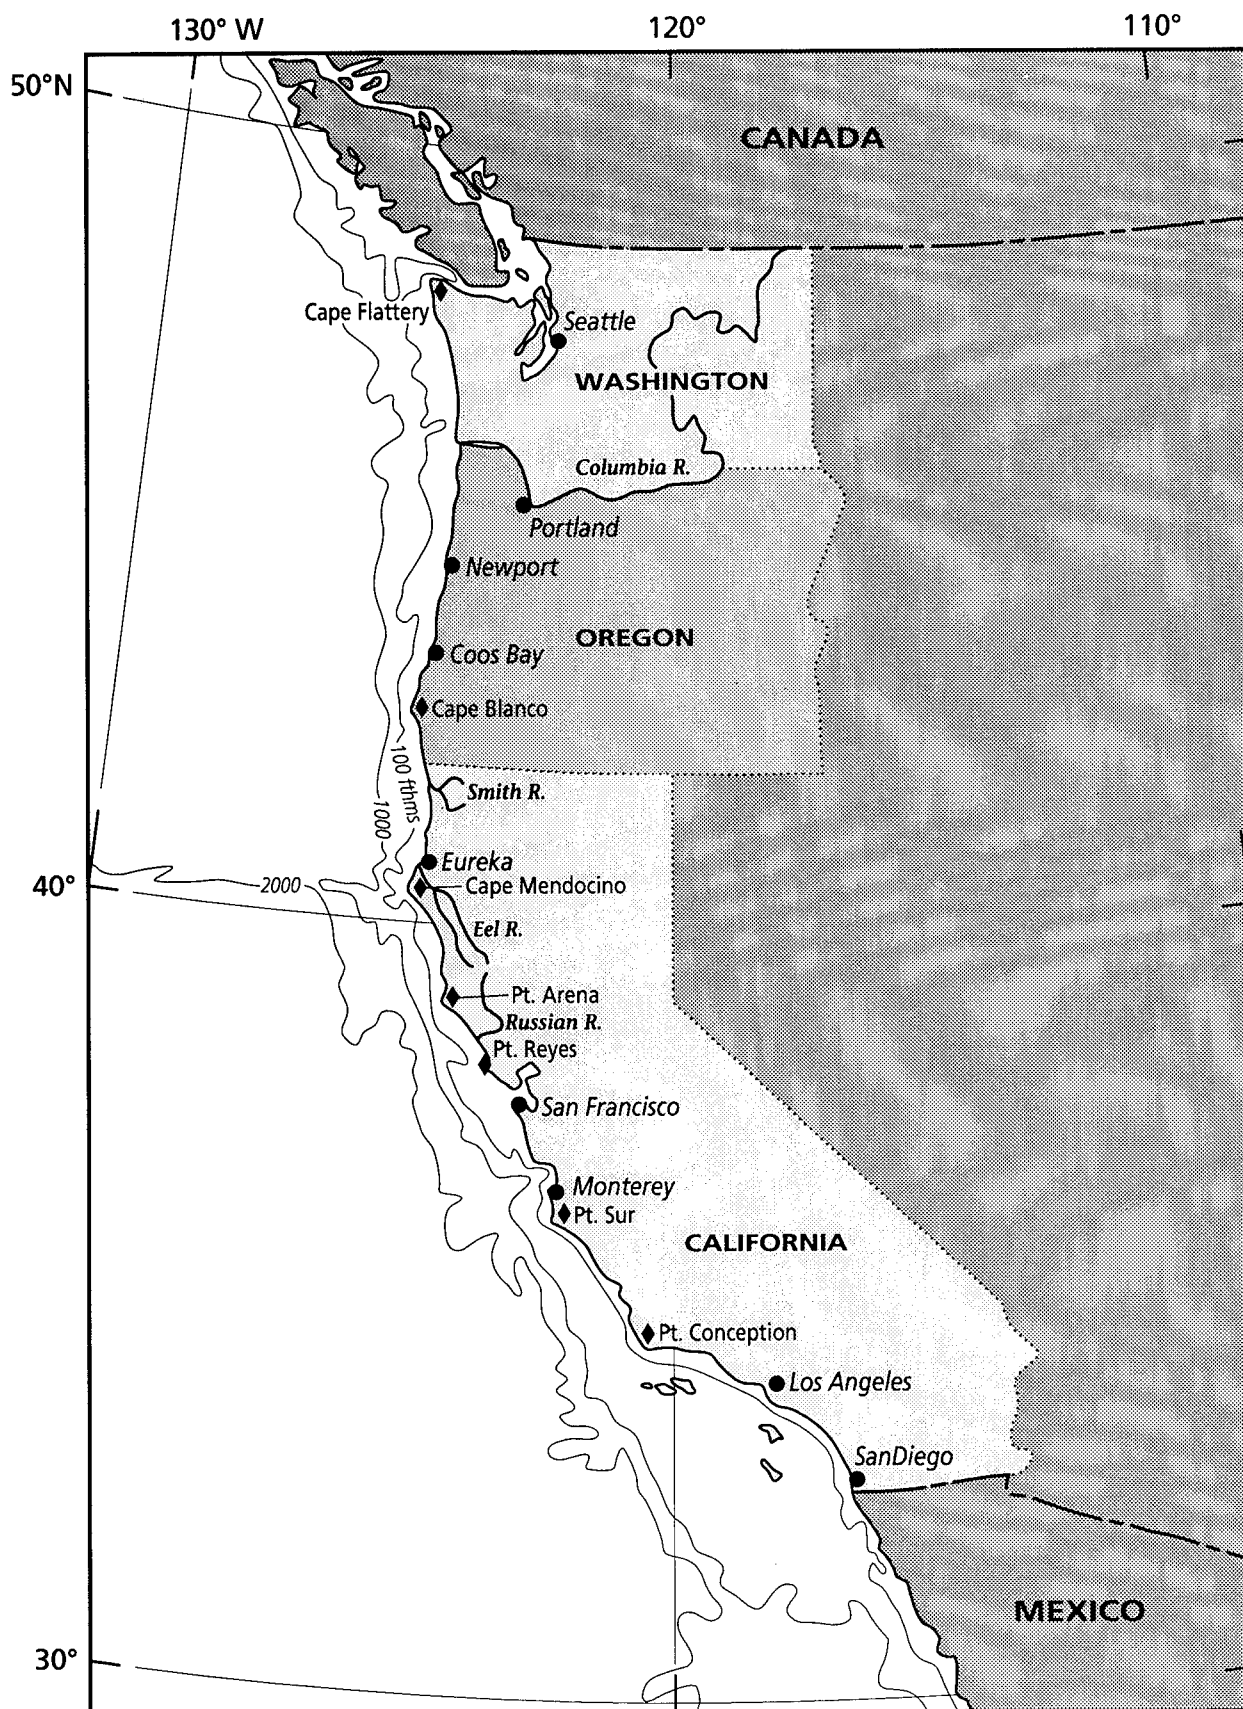 130° W 120° 110°
50°N
CANADA
Cape Flattery
Seattle
WASHINGTON
Columbia R.
Portland
Newport
OREGON
Coos Bay
Cape Blanco
100 fthms
Smith R.
1000
Eureka
40°
2000
Cape Mendocino
Eel R.
Pt. Arena
Russian R.
Pt. Reyes
San Francisco
Monterey
Pt. Sur
CALIFORNIA
Pt. Conception
Los Angeles
SanDiego
MEXICO
30°